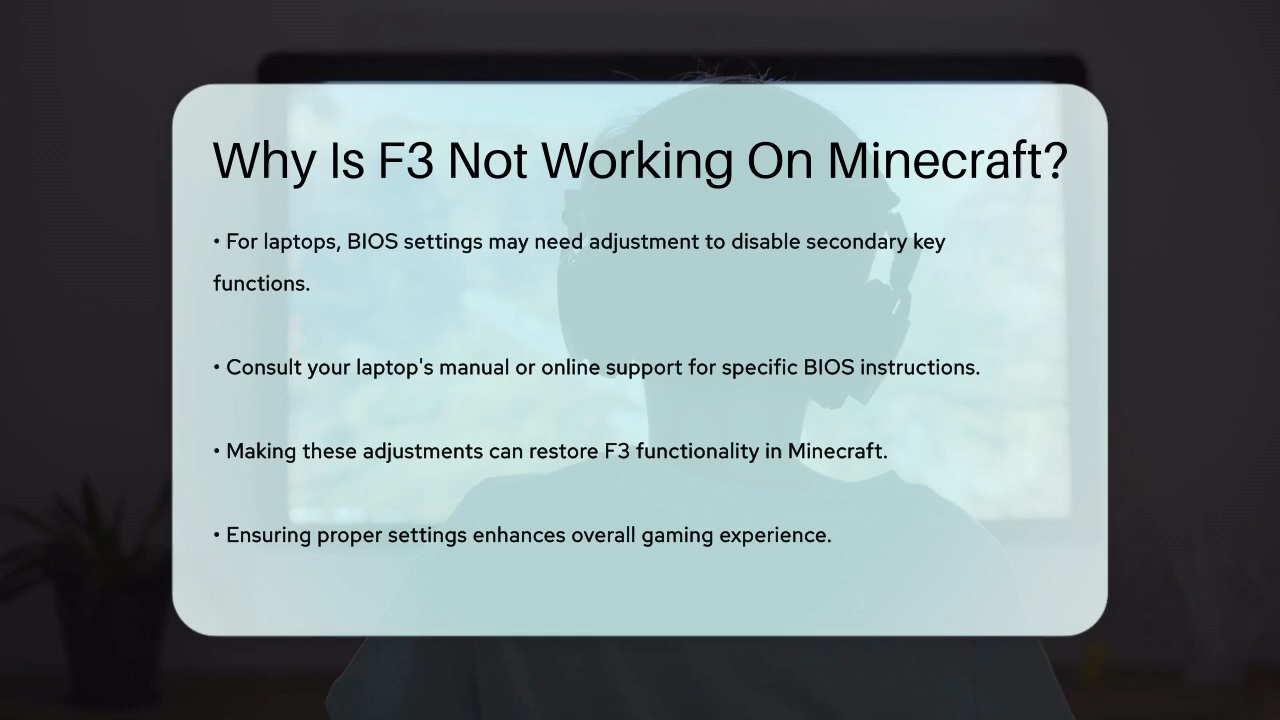 Why Is F3 Not Working On Minecraft?
• For laptops, BIOS settings may need adjustment to disable secondary key
functions.
• Consult your laptop's manual or online support for specific BIOS instructions.
• Making these adjustments can restore F3 functionality in Minecraft.
• Ensuring proper settings enhances overall gaming experience.